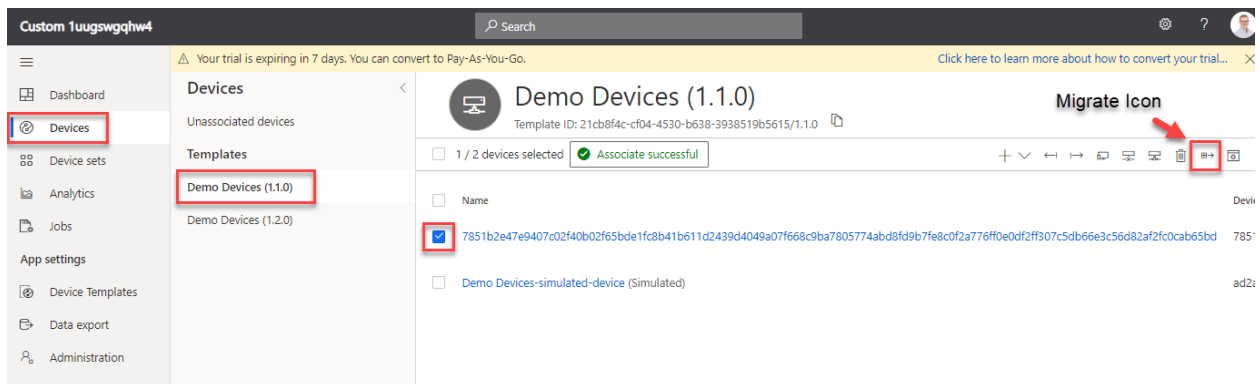 Custom 1uugswgqhw4
Search
?
Your trial is expiring in 7 days. You can convert to Pay-As-You-Go.
Click here to learn more about how to convert your trial...
Dashboard
Devices
Device sets
Analytics
Jobs
App settings
Device Templates
Data export
Administration
Devices
Unassociated devices
Templates
Demo Devices (1.1.0)
Demo Devices (1.2.0)
Demo Devices (1.1.0)
Template ID: 21cb8f4c-cf04-4530-b638-3938519b5615/1.1.0
Migrate Icon
1 / 2 devices selected
Associate successful
Name
Devi
7851b2e47e9407c02f40b02f65bde1fc8b41b611d2439d4049a07f668c9ba7805774abd8fd9b7fe8c0f2a776ff0e0df2ff307c5db66e3c56d82af2fc0cab65bd
785
Demo Devices-simulated-device (Simulated)
ad2